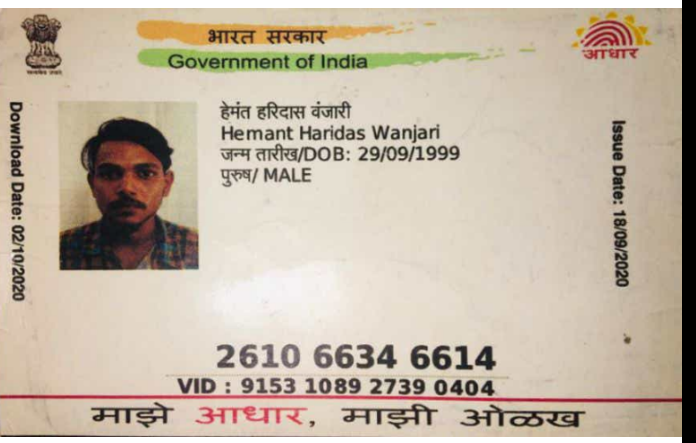 भारत सरकार
Government of India
आधार
सत्यमेव जयते
हेमंत हरिदास वंजारी
Hemant Haridas Wanjari
जन्म तारीख/DOB: 29/09/1999
पुरुष/ MALE
Download Date: 02/10/2020
Issue Date: 18/09/2020
2610 6634 6614
VID : 9153 1089 2739 0404
माझे आधार, माझी ओळख